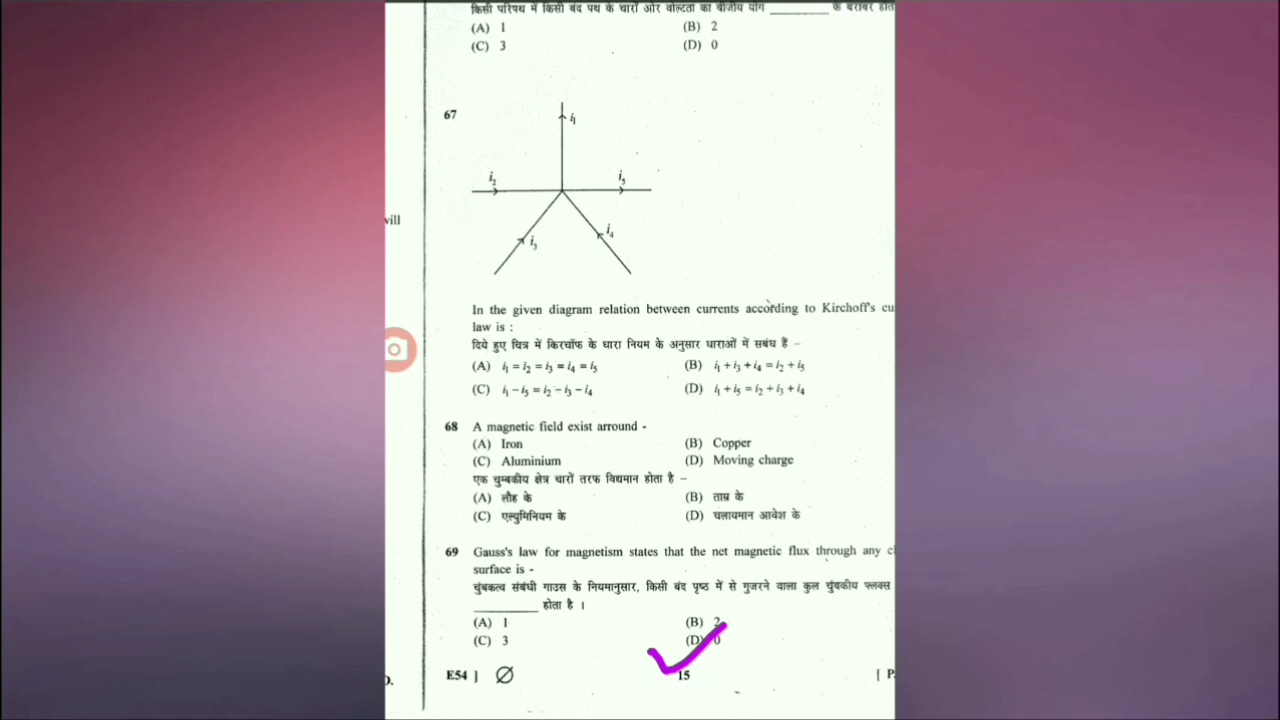 किसी परिपथ में किसी बंद पथ के चारों ओर वोल्टता का बीजीय योग ________ के बराबर होत
(A) 1 (B) 2
(C) 3 (D) 0
67
i₁
i₂ i₅
i₃ i₄
vill
In the given diagram relation between currents according to Kirchoff's cu
law is :
दिये हुए चित्र में किरचॉफ के धारा नियम के अनुसार धाराओं में सबंध हैं –
(A) i₁ = i₂ = i₃ = i₄ = i₅ (B) i₁ + i₃ + i₄ = i₂ + i₅
(C) i₁ – i₅ = i₂ – i₃ – i₄ (D) i₁ + i₅ = i₂ + i₃ + i₄
68 A magnetic field exist arround -
(A) Iron (B) Copper
(C) Aluminium (D) Moving charge
एक चुम्बकीय क्षेत्र चारों तरफ विद्यमान होता है –
(A) लौह के (B) ताम्र के
(C) एल्युमिनियम के (D) चलायमान आवेश के
69 Gauss's law for magnetism states that the net magnetic flux through any cl
surface is -
चुंबकत्व संबंधी गाउस के नियमानुसार, किसी बंद पृष्ठ में से गुजरने वाला कुल चुंबकीय फ्लक्स
________ होता है ।
(A) 1 (B) 2
(C) 3 (D) 0
E54 ] 15 [ P.